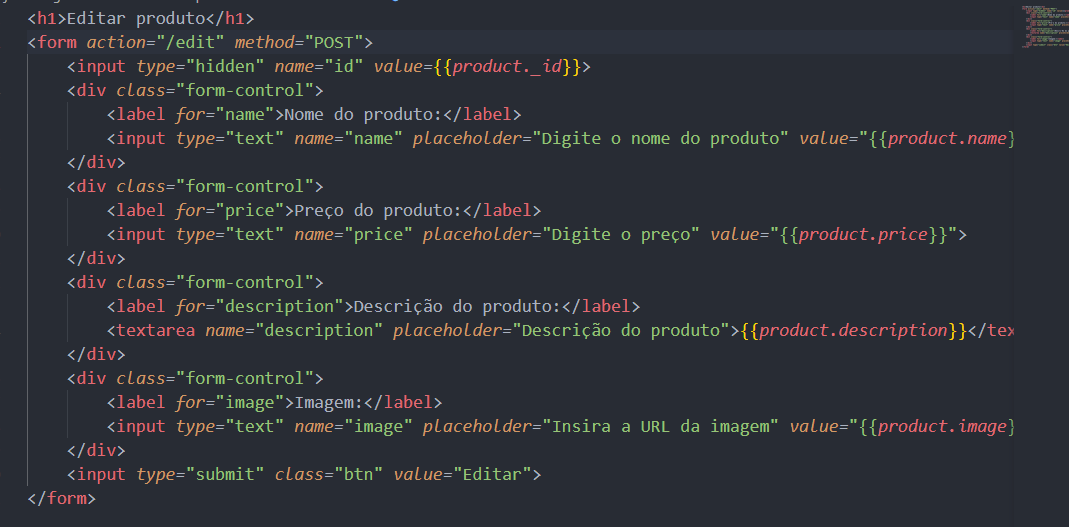 <h1>Editar produto</h1>
<form action="/edit" method="POST">
    <input type="hidden" name="id" value={{product._id}}>
    <div class="form-control">
        <label for="name">Nome do produto:</label>
        <input type="text" name="name" placeholder="Digite o nome do produto" value="{{product.name}
    </div>
    <div class="form-control">
        <label for="price">Preço do produto:</label>
        <input type="text" name="price" placeholder="Digite o preço" value="{{product.price}}">
    </div>
    <div class="form-control">
        <label for="description">Descrição do produto:</label>
        <textarea name="description" placeholder="Descrição do produto">{{product.description}}</tex
    </div>
    <div class="form-control">
        <label for="image">Imagem:</label>
        <input type="text" name="image" placeholder="Insira a URL da imagem" value="{{product.image}
    </div>
    <input type="submit" class="btn" value="Editar">
</form>